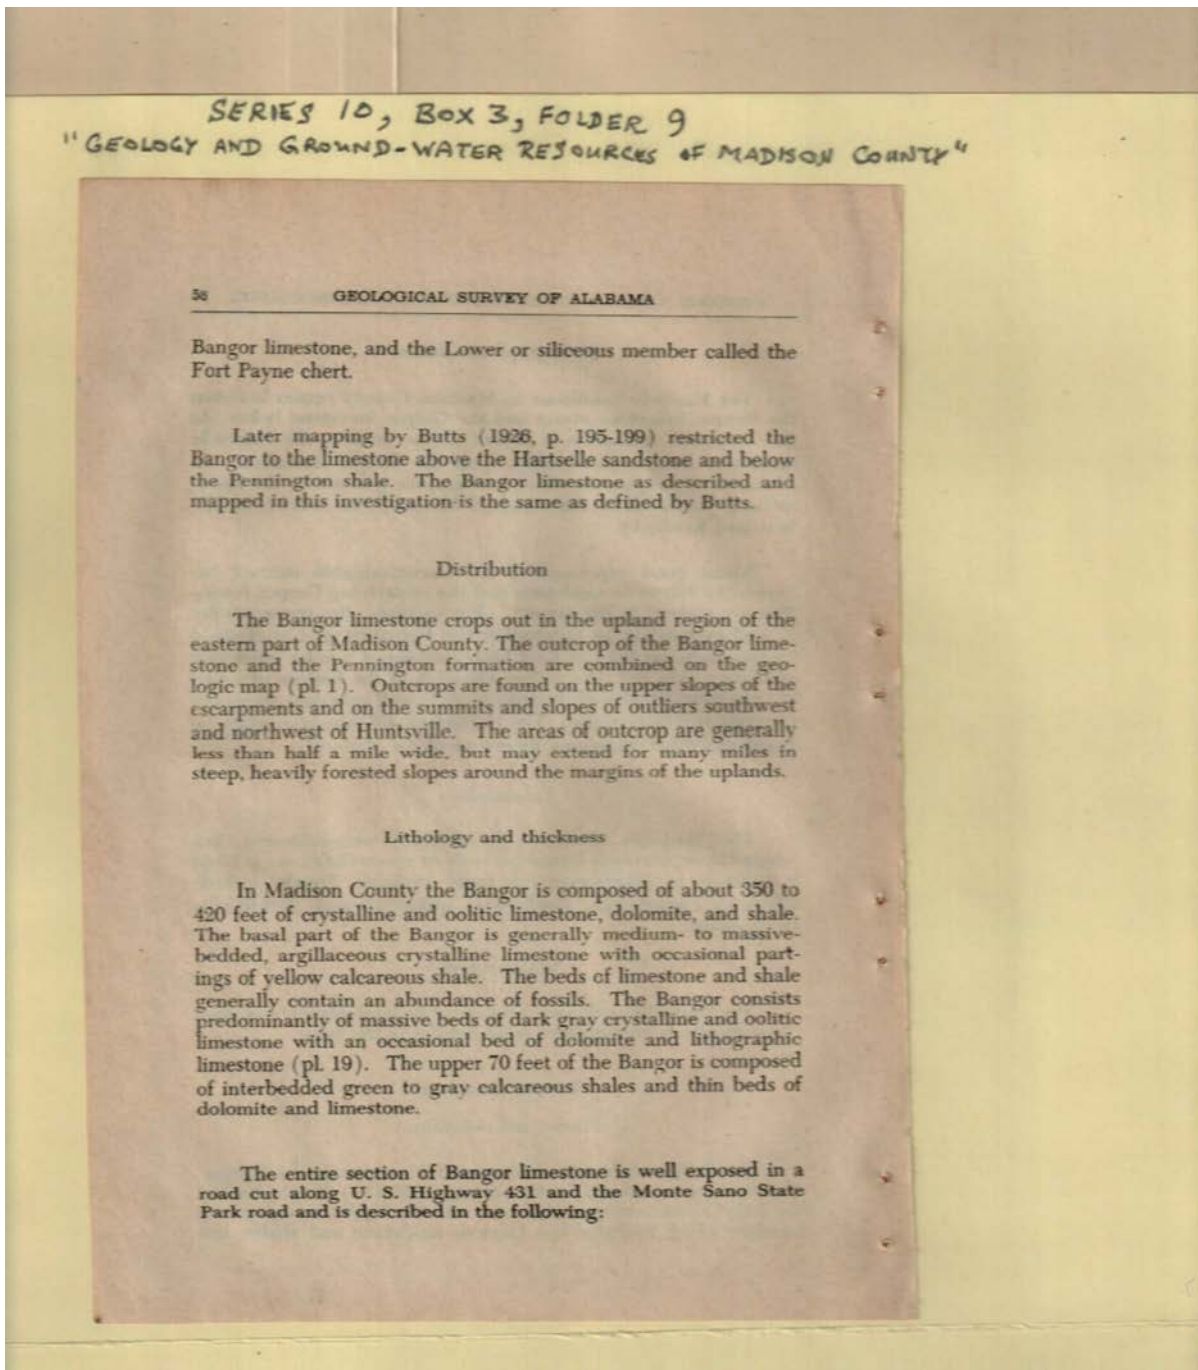 SERIES 10, BOX 3, FOLDER 9
"GEOLOGY AND GROUND-WATER RESOURCES OF MADISON COUNTY"
58 GEOLOGICAL SURVEY OF ALABAMA
Bangor limestone, and the Lower or siliceous member called the
Fort Payne chert.
Later mapping by Butts (1926, p. 195-199) restricted the
Bangor to the limestone above the Hartselle sandstone and below
the Pennington shale. The Bangor limestone as described and
mapped in this investigation is the same as defined by Butts.
Distribution
The Bangor limestone crops out in the upland region of the
eastern part of Madison County. The outcrop of the Bangor lime-
stone and the Pennington formation are combined on the geo-
logic map (pl. 1). Outcrops are found on the upper slopes of the
escarpments and on the summits and slopes of outliers southwest
and northwest of Huntsville. The areas of outcrop are generally
less than half a mile wide, but may extend for many miles in
steep, heavily forested slopes around the margins of the uplands.
Lithology and thickness
In Madison County the Bangor is composed of about 350 to
420 feet of crystalline and oolitic limestone, dolomite, and shale.
The basal part of the Bangor is generally medium- to massive-
bedded, argillaceous crystalline limestone with occasional part-
ings of yellow calcareous shale. The beds of limestone and shale
generally contain an abundance of fossils. The Bangor consists
predominantly of massive beds of dark gray crystalline and oolitic
limestone with an occasional bed of dolomite and lithographic
limestone (pl. 19). The upper 70 feet of the Bangor is composed
of interbedded green to gray calcareous shales and thin beds of
dolomite and limestone.
The entire section of Bangor limestone is well exposed in a
road cut along U. S. Highway 431 and the Monte Sano State
Park road and is described in the following: